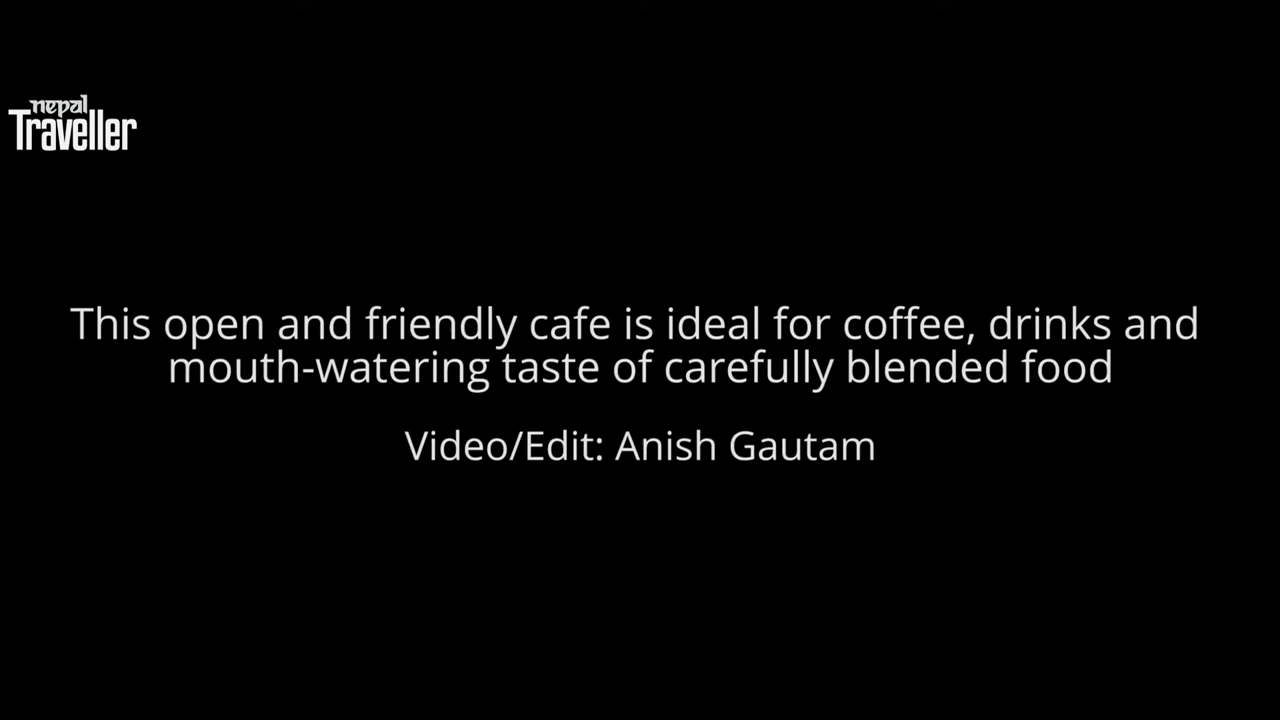 nepal
Traveller
This open and friendly cafe is ideal for coffee, drinks and
mouth-watering taste of carefully blended food
Video/Edit: Anish Gautam